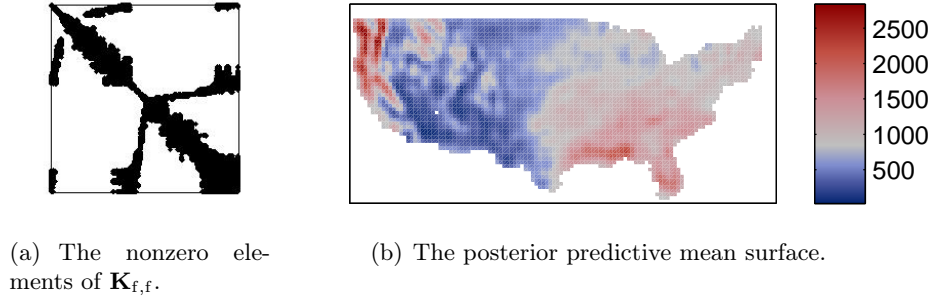 2500
2000
1500
1000
500
(a) The nonzero ele-
ments of K_{f,f}.
(b) The posterior predictive mean surface.